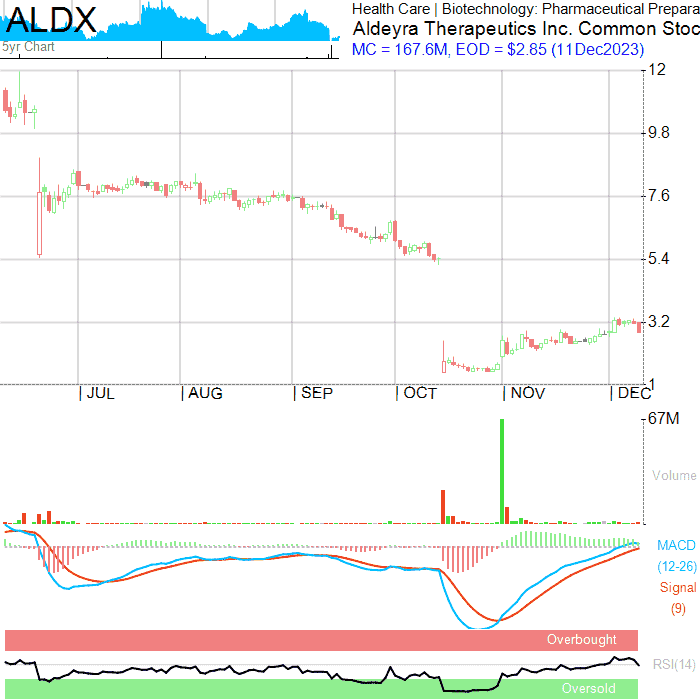 ALDX
5yr Chart
Health Care | Biotechnology: Pharmaceutical Prepara
Aldeyra Therapeutics Inc. Common Stoc
MC = 167.6M, EOD = $2.85 (11Dec2023)
12
9.8
7.6
5.4
3.2
1
| JUL | AUG | SEP | OCT | NOV | DEC
67M
Volume
MACD
(12-26)
Signal
(9)
Overbought
RSI(14)
Oversold